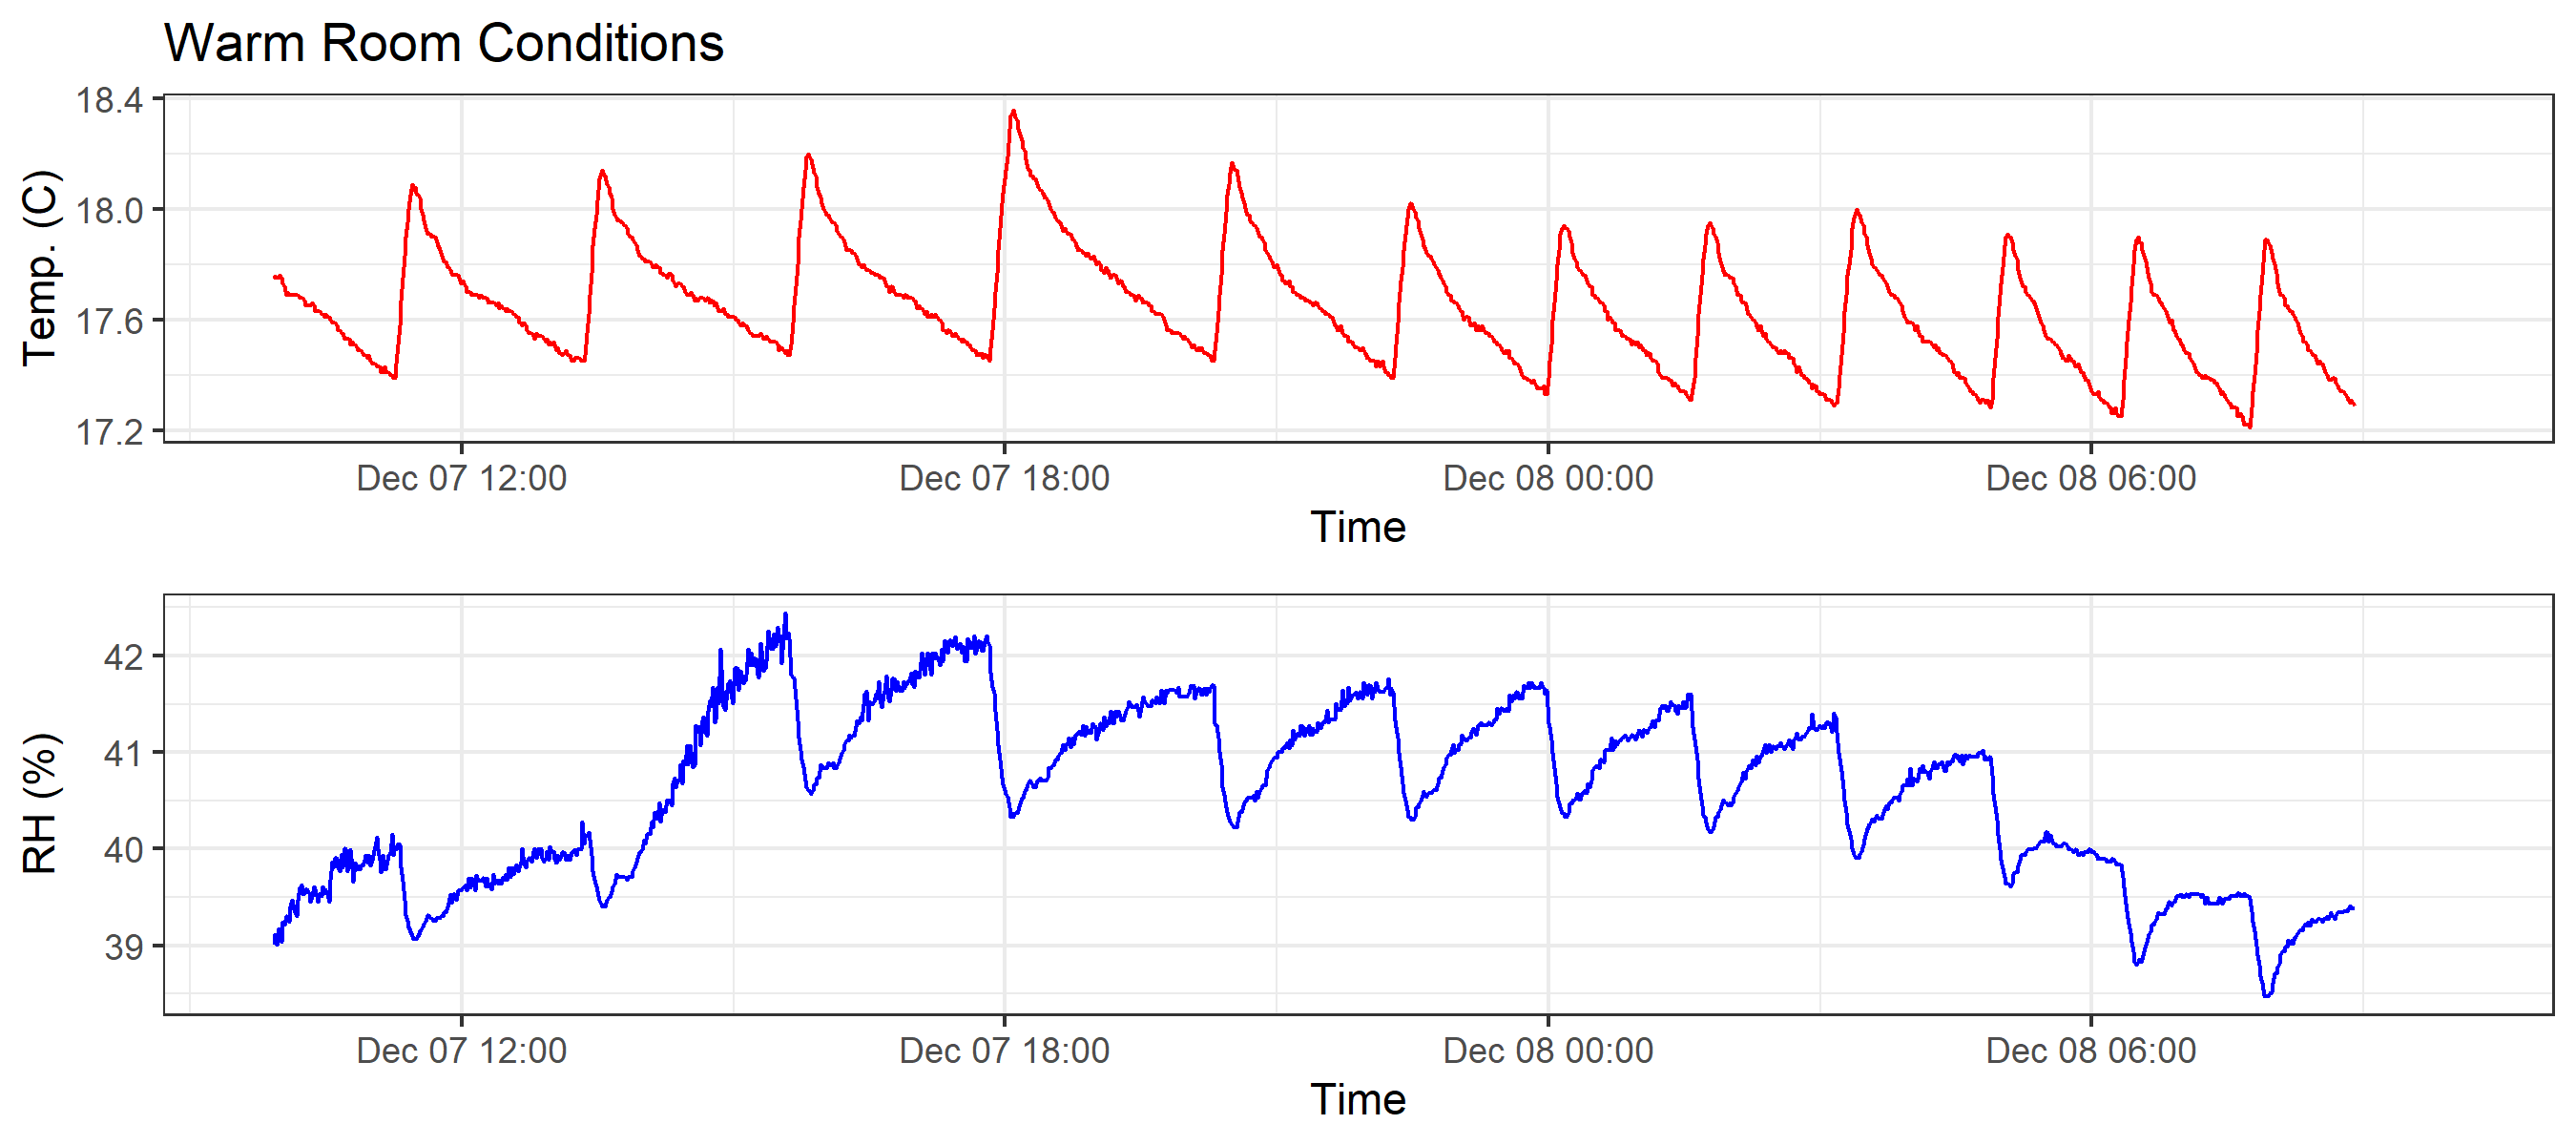 Warm Room Conditions
18.4
18.0
17.6
17.2
Temp. (C)
Dec 07 12:00 Dec 07 18:00 Dec 08 00:00 Dec 08 06:00
Time
42
41
40
39
RH (%)
Dec 07 12:00 Dec 07 18:00 Dec 08 00:00 Dec 08 06:00
Time